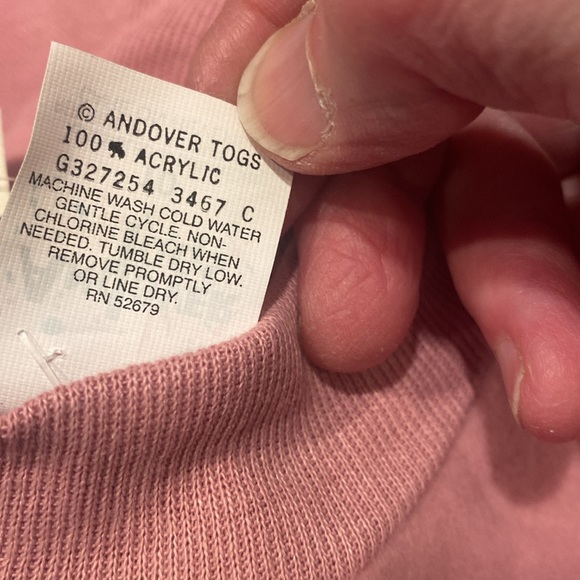 © ANDOVER TOGS
100% ACRYLIC
G327254 3467 C
MACHINE WASH COLD WATER
GENTLE CYCLE. NON-
CHLORINE BLEACH WHEN
NEEDED. TUMBLE DRY LOW.
REMOVE PROMPTLY
OR LINE DRY.
RN 52679